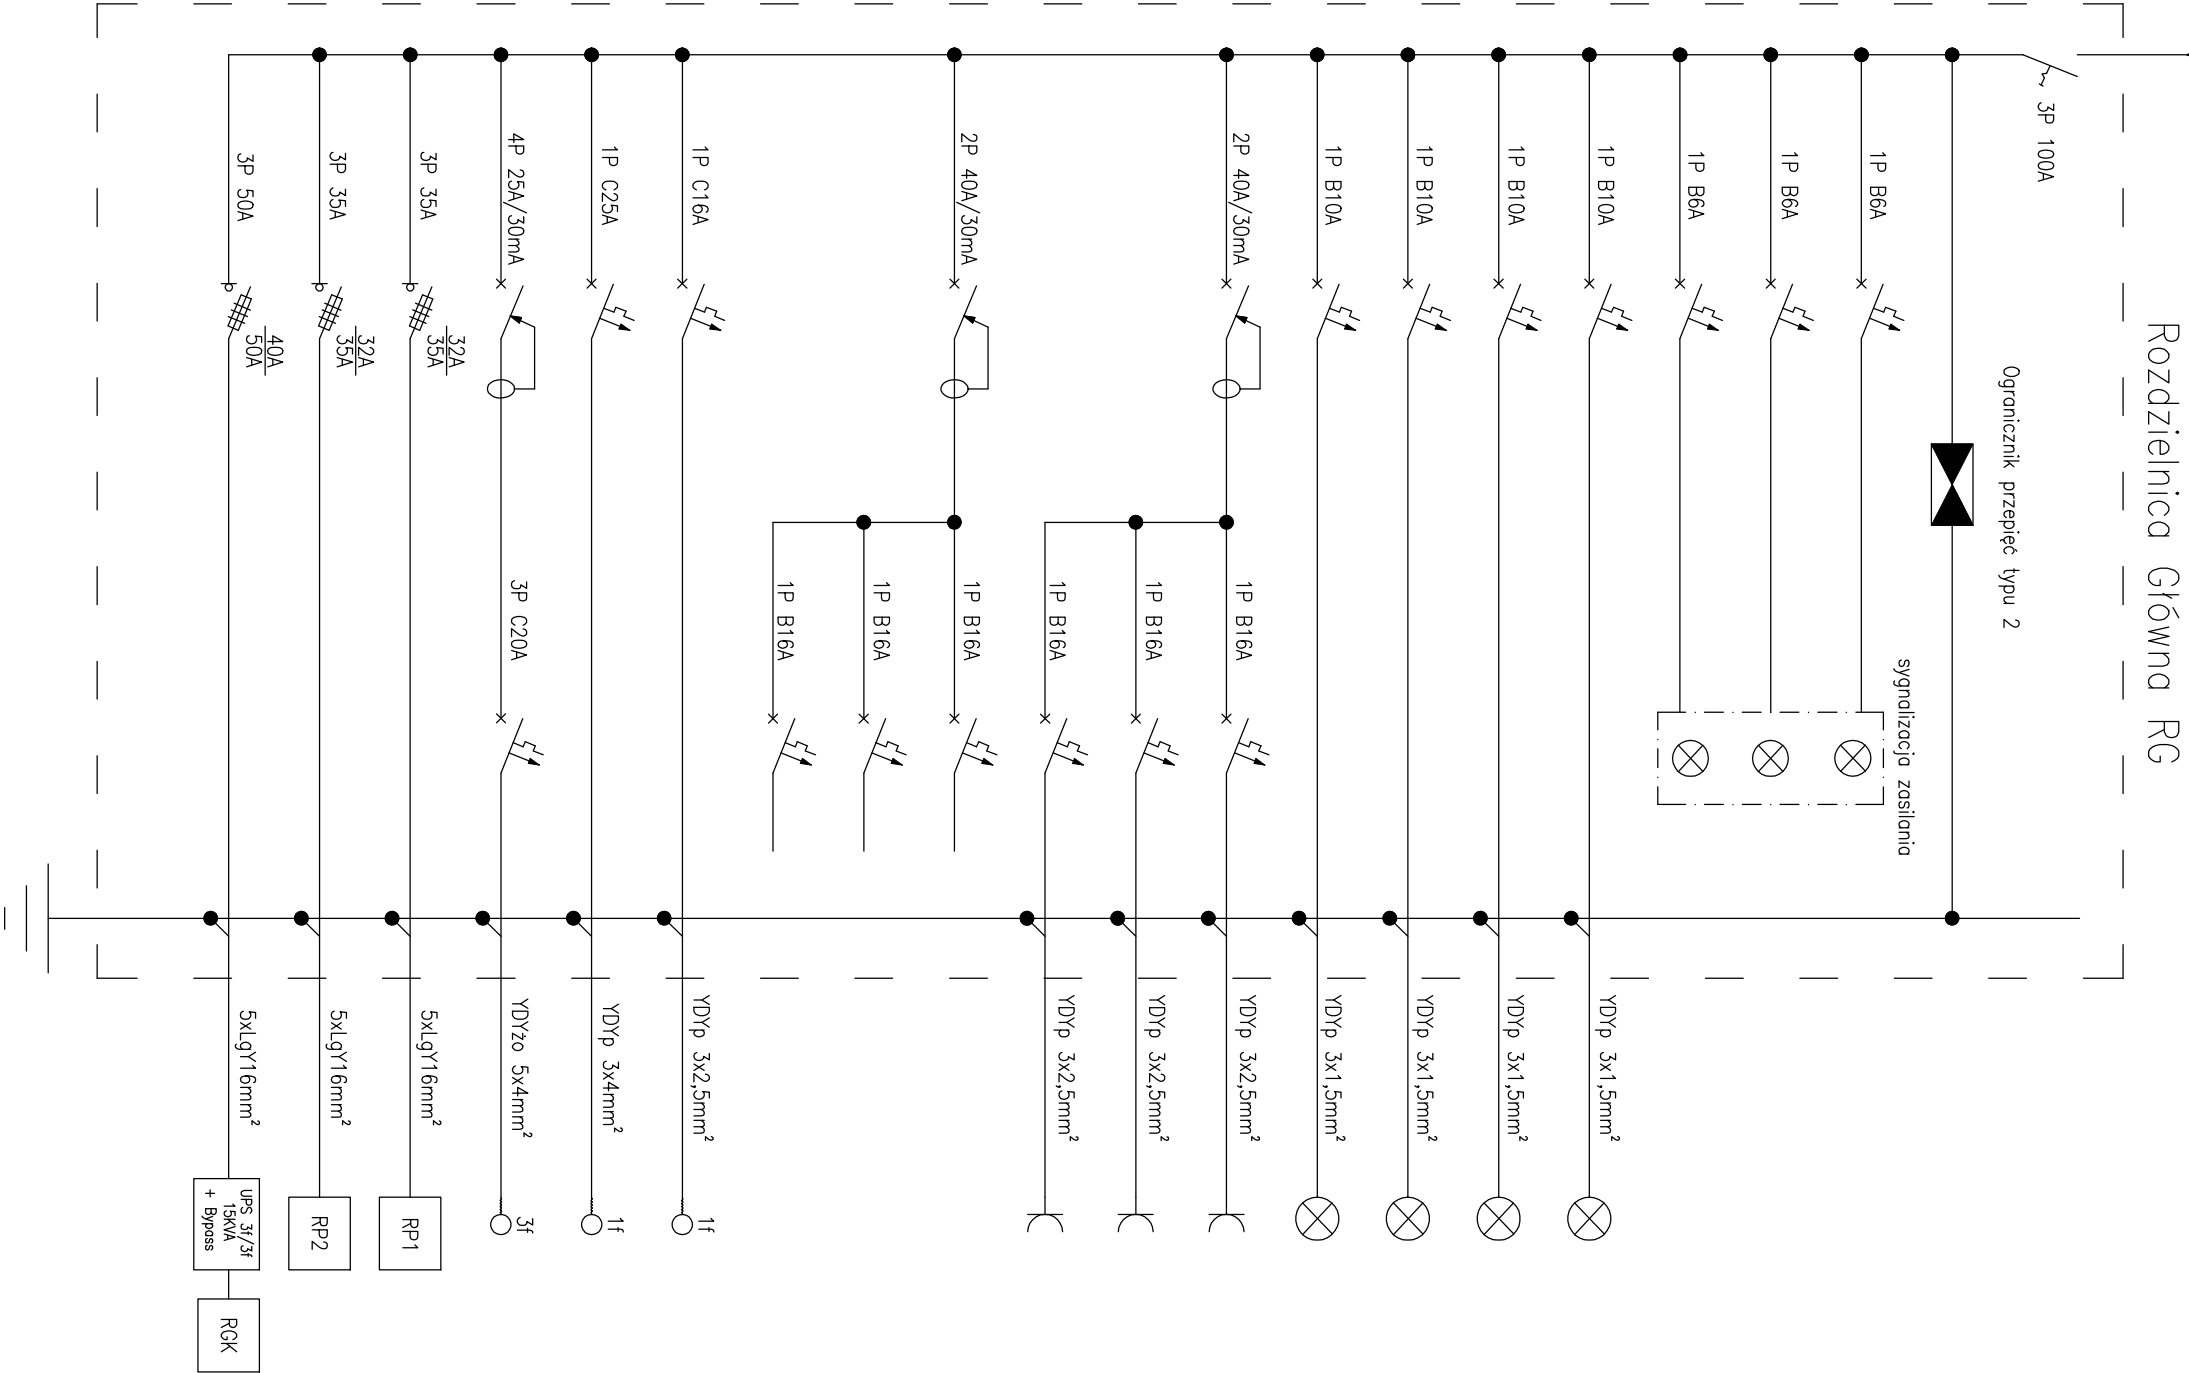 Rozdzielnica Główna RG
3P 100A
Ogranicznik przepięć typu 2
sygnalizacja zasilania
1P B6A
1P B6A
1P B6A
1P B10A
YDYp 3x1,5mm²
1P B10A
YDYp 3x1,5mm²
1P B10A
YDYp 3x1,5mm²
1P B10A
YDYp 3x1,5mm²
2P 40A/30mA
1P B16A
YDYp 3x2,5mm²
1P B16A
YDYp 3x2,5mm²
1P B16A
YDYp 3x2,5mm²
2P 40A/30mA
1P B16A
1P B16A
1P B16A
1P C16A
YDYp 3x2,5mm²
1f
1P C25A
YDYp 3x4mm²
1f
4P 25A/30mA
3P C20A
YDYżo 5x4mm²
3f
3P 35A
32A
35A
5xLgY16mm²
RP1
3P 35A
32A
35A
5xLgY16mm²
RP2
3P 50A
40A
50A
5xLgY16mm²
UPS 3f/3f
15KVA
+ Bypass
RGK